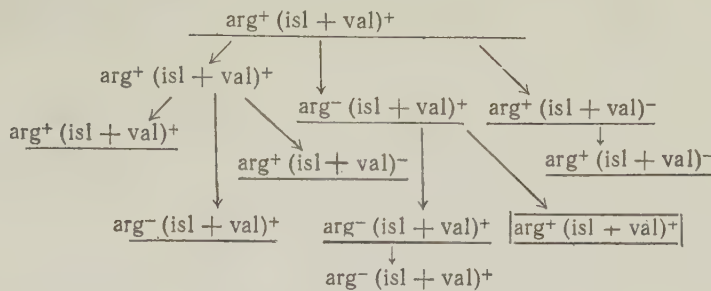 arg⁺ (isl + val)⁺
arg⁺ (isl + val)⁺
arg⁻ (isl + val)⁺ arg⁺ (isl + val)⁻
arg⁺ (isl + val)⁺
arg⁺ (isl + val)⁻ arg⁺ (isl + val)⁻
arg⁻ (isl + val)⁺ arg⁻ (isl + val)⁺ arg⁺ (isl + val)⁺
arg⁻ (isl + val)⁺